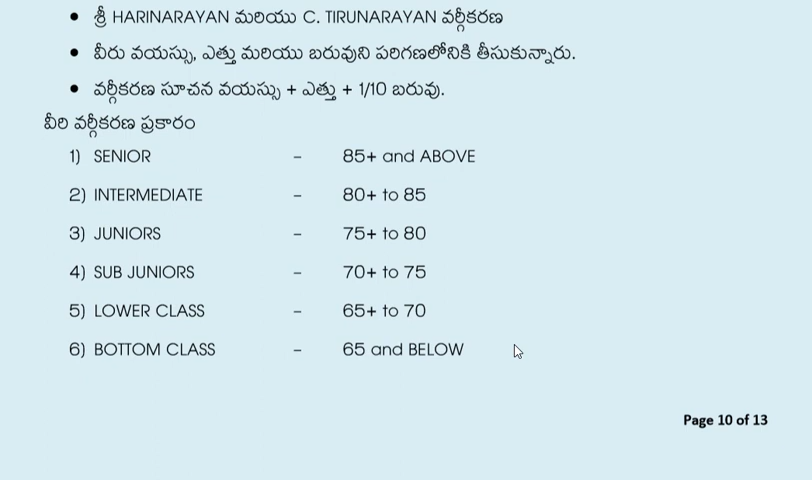 • శ్రీ HARINARAYAN మరియు C. TIRUNARAYAN వర్గీకరణ
• వీరు వయస్సు, ఎత్తు మరియు బరువుని పరిగణలోనికి తీసుకున్నారు.
• వర్గీకరణ సూచన వయస్సు + ఎత్తు + 1/10 బరువు.
వీరి వర్గీకరణ ప్రకారం
1) SENIOR - 85+ and ABOVE
2) INTERMEDIATE - 80+ to 85
3) JUNIORS - 75+ to 80
4) SUB JUNIORS - 70+ to 75
5) LOWER CLASS - 65+ to 70
6) BOTTOM CLASS - 65 and BELOW
Page 10 of 13